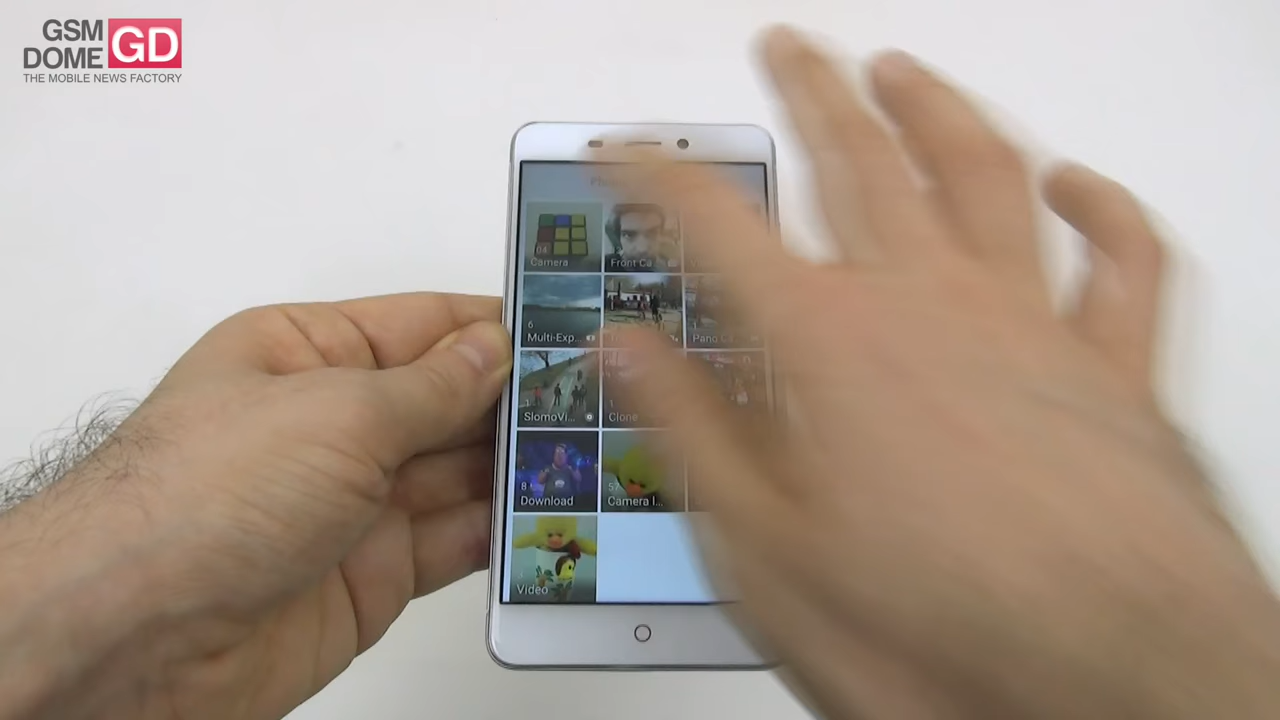 GSM
DOME GD
THE MOBILE NEWS FACTORY
04
Camera
Front Ca
6
Multi-Exp...
Pano
1
SlomoVi...
1
Clone
8
Download
57
Camera I...
Video